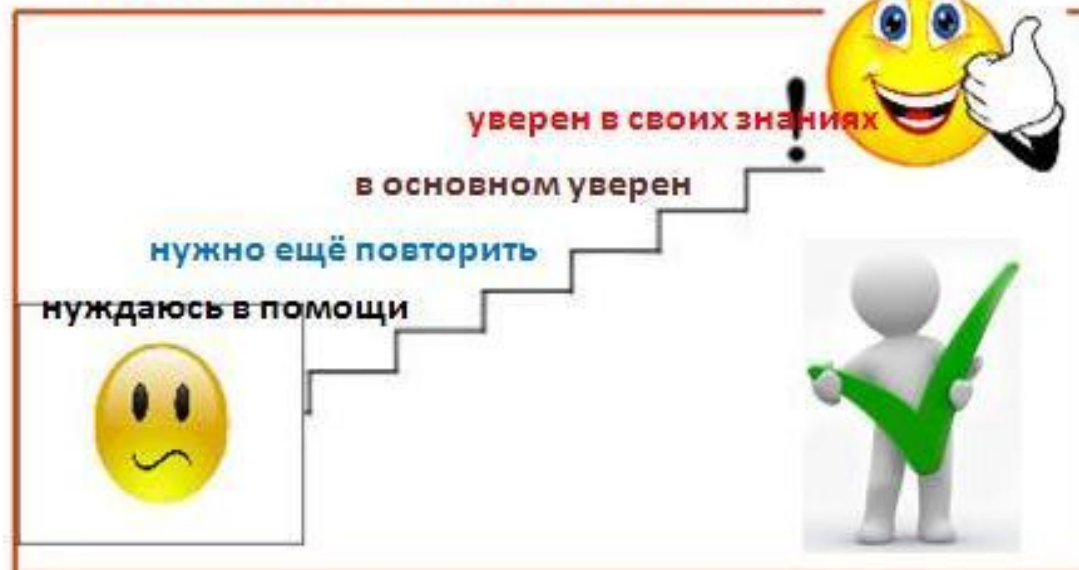 уверен в своих знаниях
!
в основном уверен
нужно ещё повторить
нуждаюсь в помощи